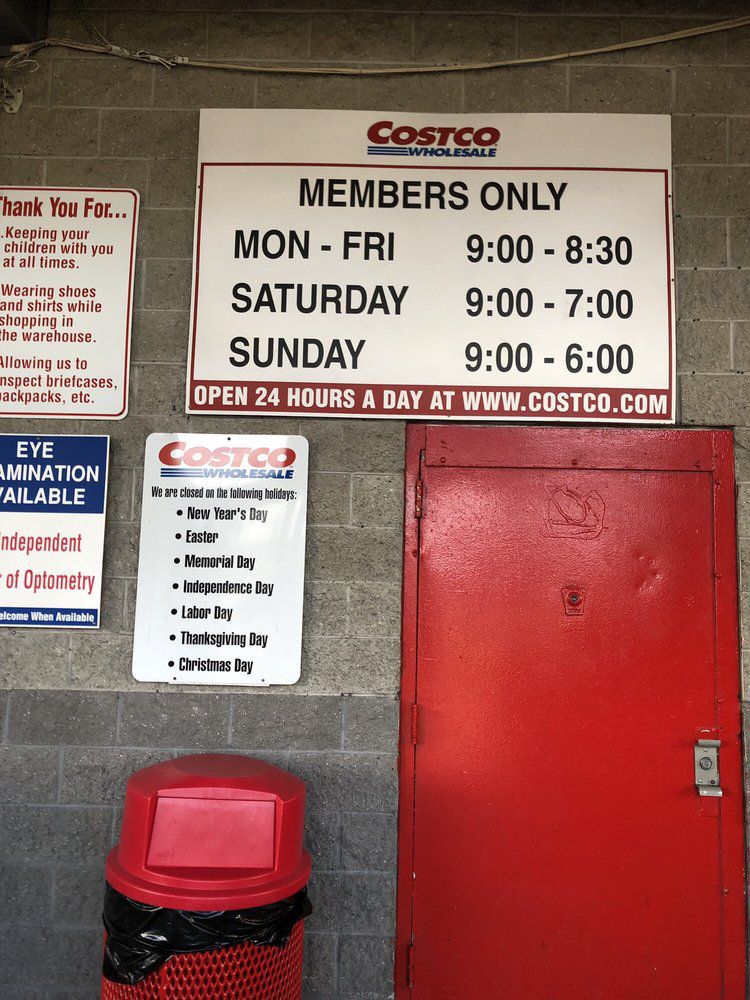 COSTCO
WHOLESALE
MEMBERS ONLY
MON - FRI 9:00 - 8:30
SATURDAY 9:00 - 7:00
SUNDAY 9:00 - 6:00
OPEN 24 HOURS A DAY AT WWW.COSTCO.COM
Thank You For...
.Keeping your
children with you
at all times.
Wearing shoes
and shirts while
shopping in
the warehouse.
Allowing us to
inspect briefcases,
backpacks, etc.
EYE
AMINATION
VAILABLE
Independent
of Optometry
elcome When Available
COSTCO
WHOLESALE
We are closed on the following holidays:
• New Year's Day
• Easter
• Memorial Day
• Independence Day
• Labor Day
• Thanksgiving Day
• Christmas Day